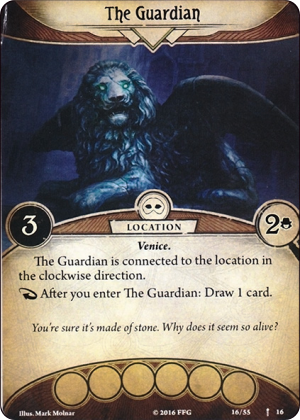 The Guardian
3
LOCATION
2
Venice.
The Guardian is connected to the location in
the clockwise direction.
After you enter The Guardian: Draw 1 card.
You're sure it's made of stone. Why does it seem so alive?
Illus. Mark Molnar
© 2016 FFG
16/55
16